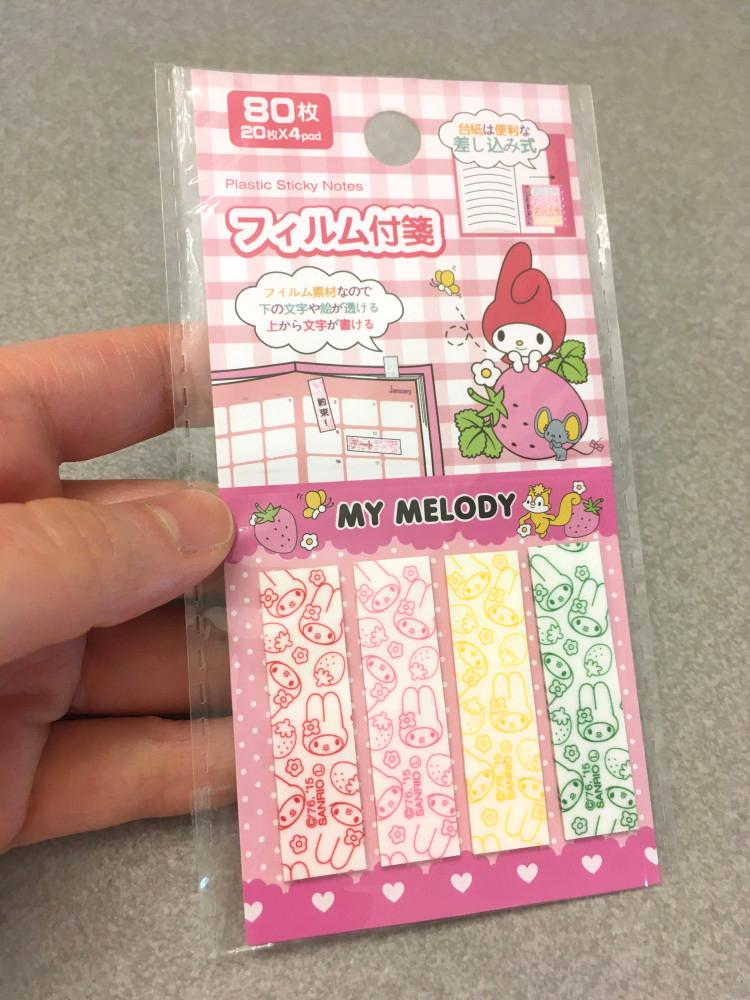 80枚
20枚X4pad
台紙は便利な
差し込み式
Plastic Sticky Notes
フィルム付箋
フィルム素材なので
下の文字や絵が透ける
上から文字が書ける
January
約束!
MY MELODY
©'76,'15
SANRIO Ⓛ
©'76,'15
SANRIO Ⓛ
©'76,'15
SANRIO Ⓛ
©'76,'15
SANRIO Ⓛ